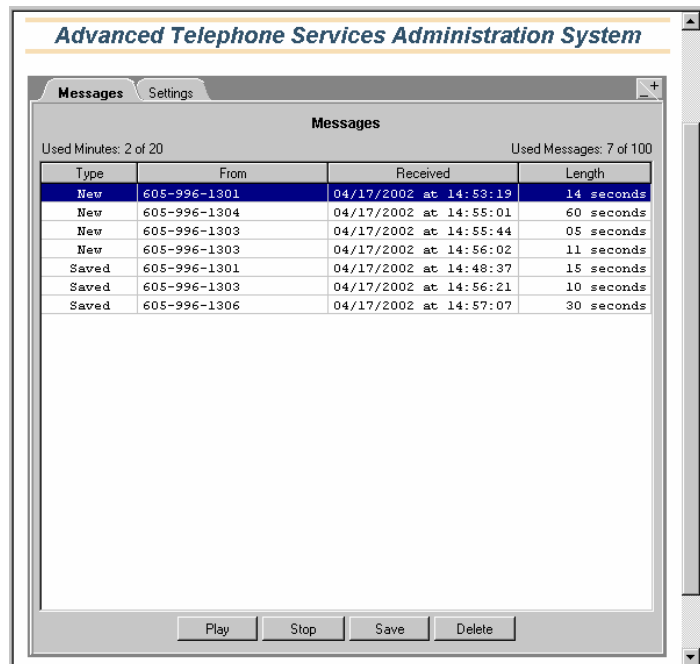 Advanced Telephone Services Administration System
Messages Settings
Messages
Used Minutes: 2 of 20 Used Messages: 7 of 100
Type From Received Length
New 605-996-1301 04/17/2002 at 14:53:19 14 seconds
New 605-996-1304 04/17/2002 at 14:55:01 60 seconds
New 605-996-1303 04/17/2002 at 14:55:44 05 seconds
New 605-996-1303 04/17/2002 at 14:56:02 11 seconds
Saved 605-996-1301 04/17/2002 at 14:48:37 15 seconds
Saved 605-996-1303 04/17/2002 at 14:56:21 10 seconds
Saved 605-996-1306 04/17/2002 at 14:57:07 30 seconds
Play Stop Save Delete